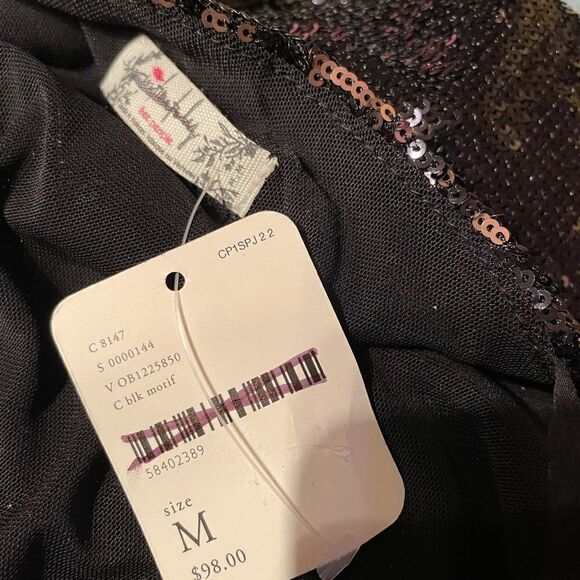 CP1SPJ22
C 8147
S 0000144
V OB1225850
C blk motif
58402389
size
M
$98.00